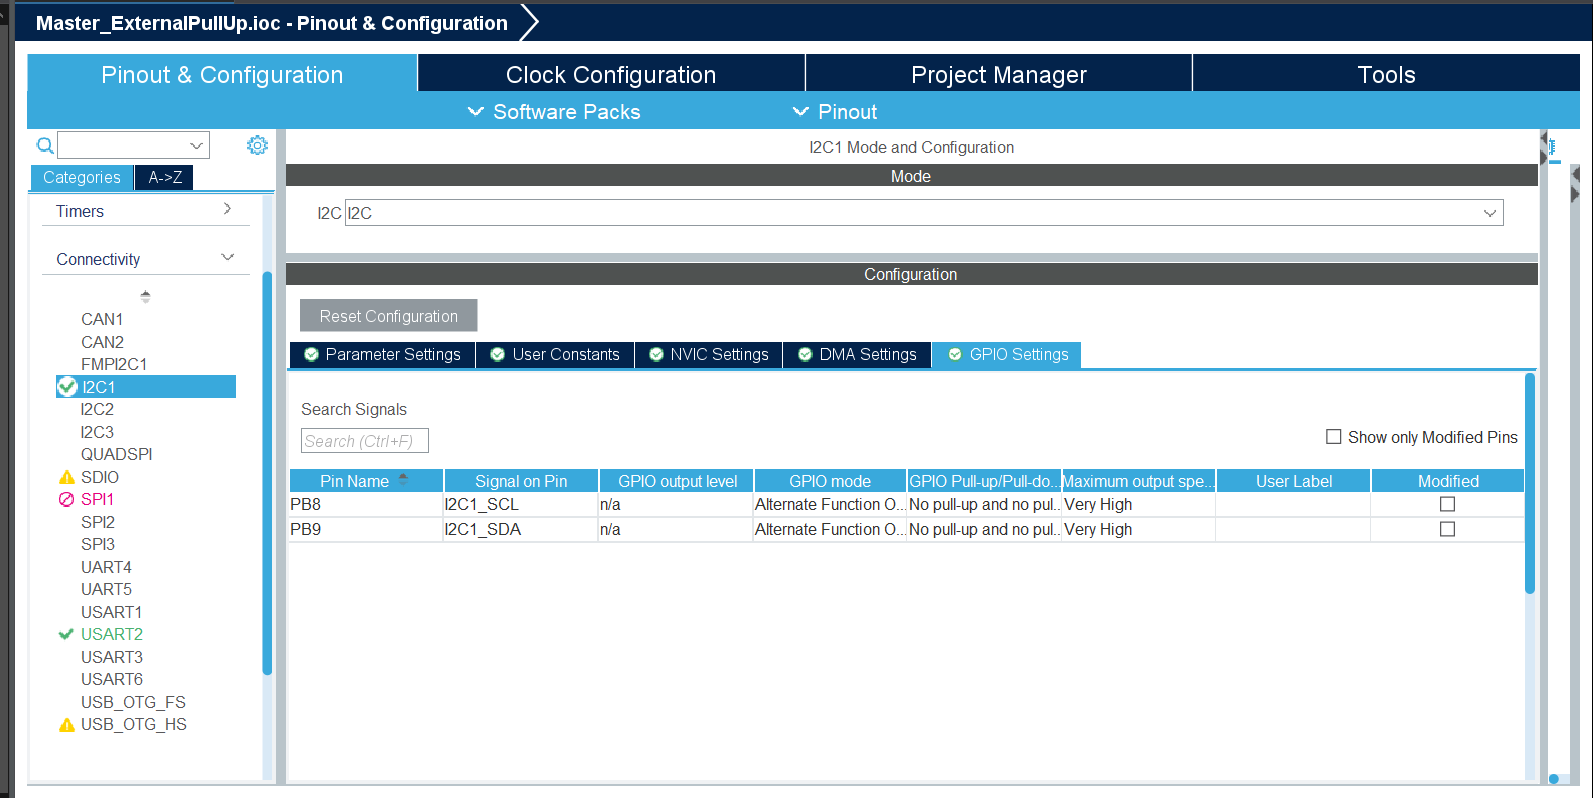 Master_ExternalPullUp.ioc - Pinout & Configuration
Pinout & Configuration
Clock Configuration
Project Manager
Tools
Software Packs
Pinout
Categories
A->Z
Timers
Connectivity
CAN1
CAN2
FMPI2C1
I2C1
I2C2
I2C3
QUADSPI
SDIO
SPI1
SPI2
SPI3
UART4
UART5
USART1
USART2
USART3
USART6
USB_OTG_FS
USB_OTG_HS
I2C1 Mode and Configuration
Mode
I2C I2C
Configuration
Reset Configuration
Parameter Settings
User Constants
NVIC Settings
DMA Settings
GPIO Settings
Search Signals
Search (Ctrl+F)
Show only Modified Pins
Pin Name Signal on Pin GPIO output level GPIO mode GPIO Pull-up/Pull-do... Maximum output spe... User Label Modified
PB8 I2C1_SCL n/a Alternate Function O... No pull-up and no pul... Very High
PB9 I2C1_SDA n/a Alternate Function O... No pull-up and no pul... Very High